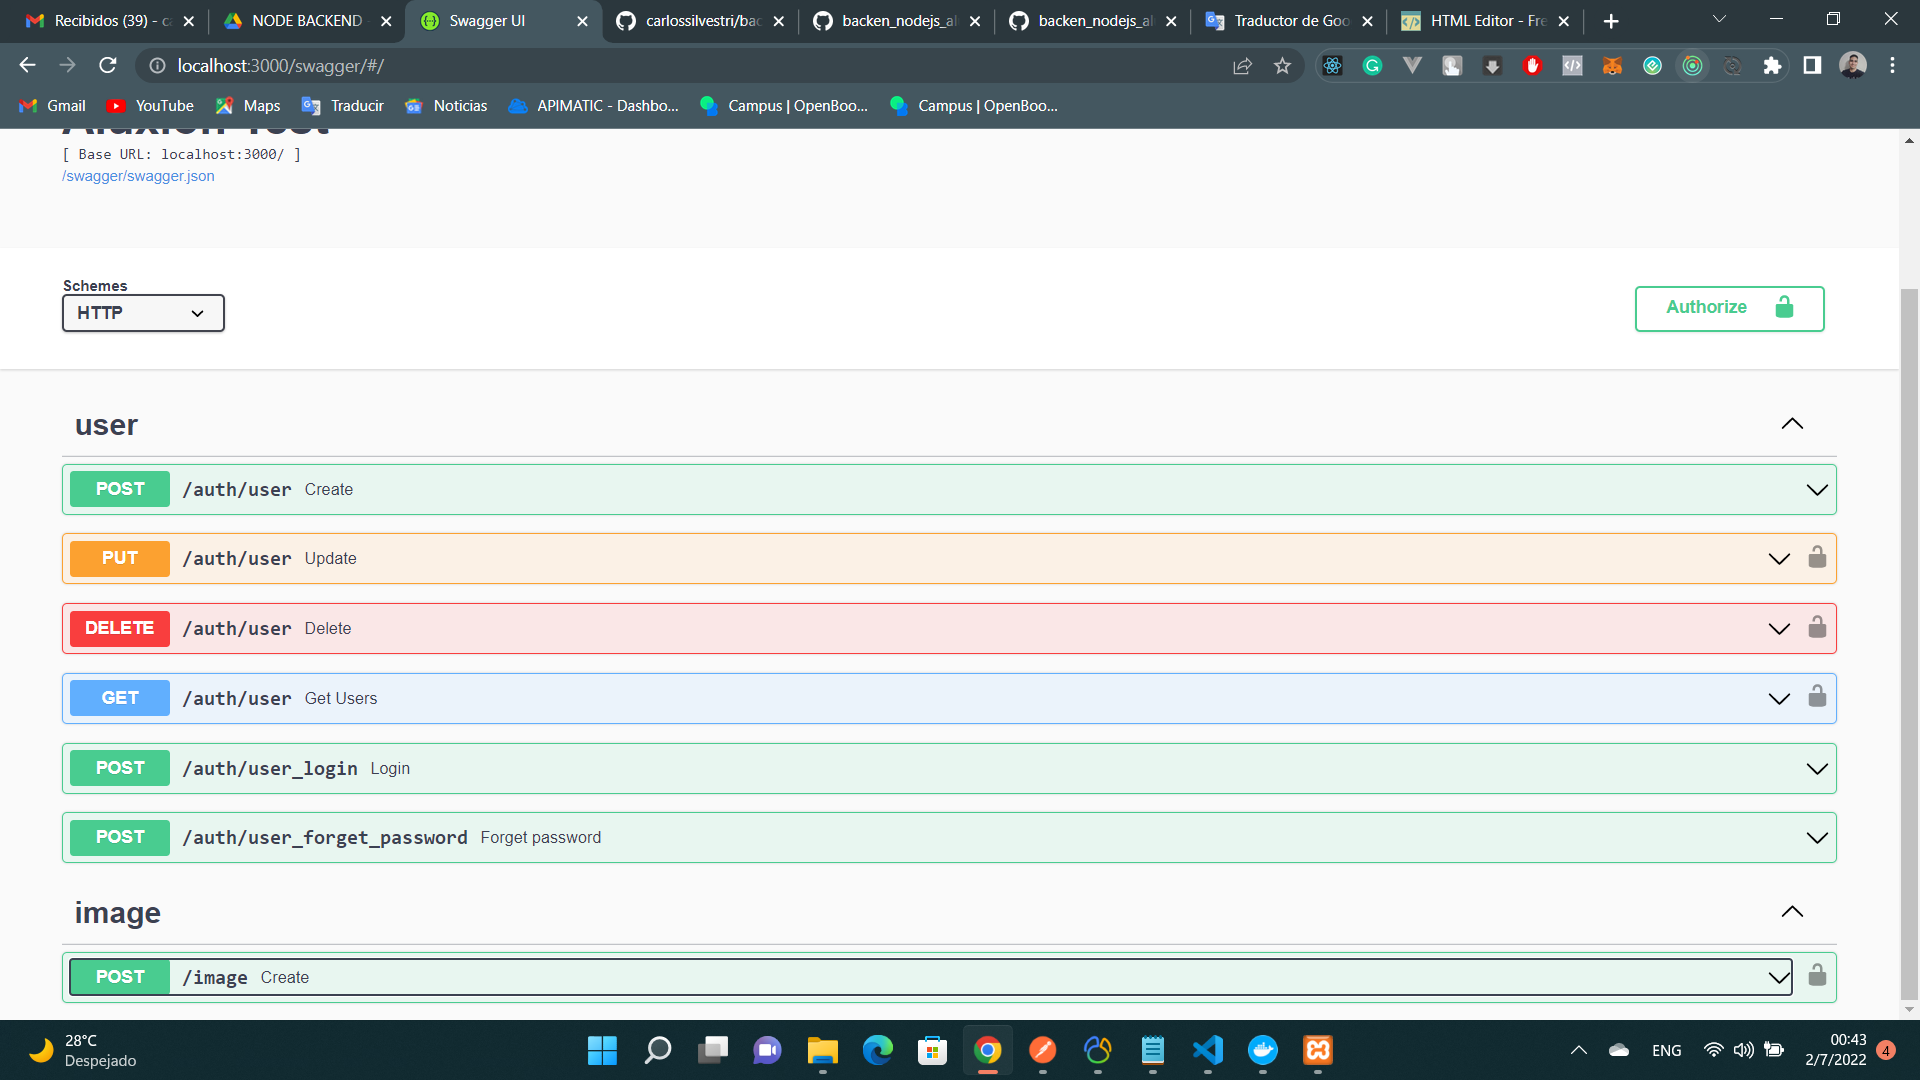 Recibidos (39) - ca
NODE BACKEND
Swagger UI
carlossilvestri/bac
backen_nodejs_al
backen_nodejs_al
Traductor de Goo
HTML Editor - Fre
localhost:3000/swagger/#/
Gmail
YouTube
Maps
Traducir
Noticias
APIMATIC - Dashbo...
Campus | OpenBoo...
Campus | OpenBoo...
[ Base URL: localhost:3000/ ]
/swagger/swagger.json
Schemes
HTTP
Authorize
user
POST /auth/user Create
PUT /auth/user Update
DELETE /auth/user Delete
GET /auth/user Get Users
POST /auth/user_login Login
POST /auth/user_forget_password Forget password
image
POST /image Create
28°C
Despejado
ENG
00:43
2/7/2022
4